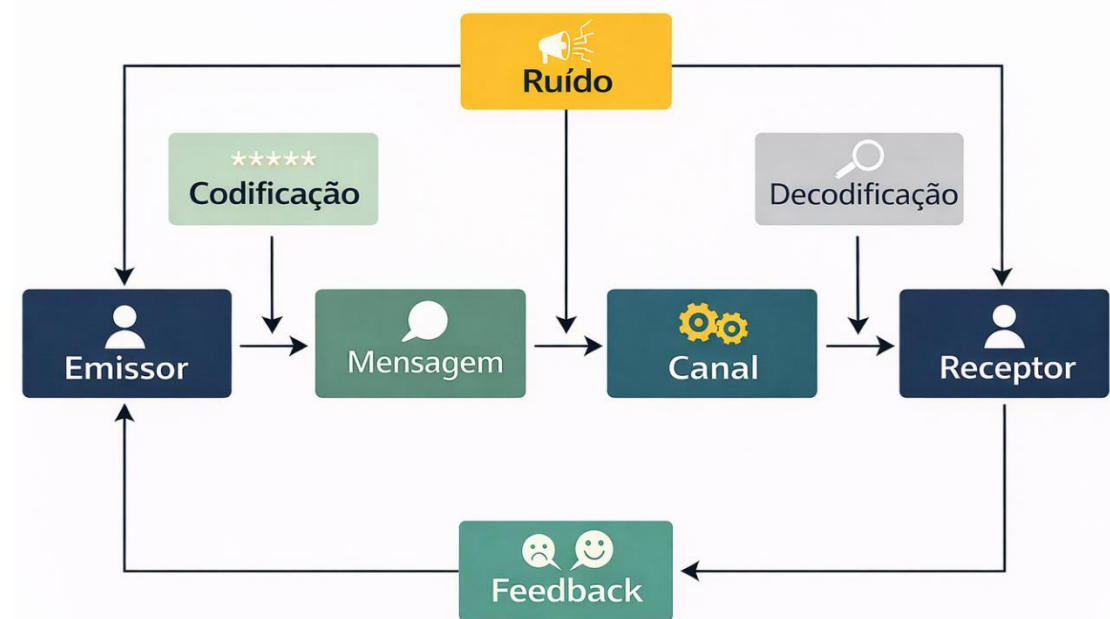 Ruído
*****
Codificação
Decodificação
Emissor
Mensagem
Canal
Receptor
Feedback